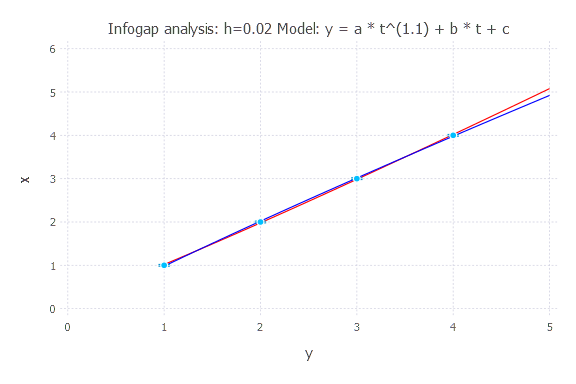 Infogap analysis: h=0.02 Model: y = a * t^(1.1) + b * t + c
6
5
4
3
2
1
0
x
0 1 2 3 4 5
y